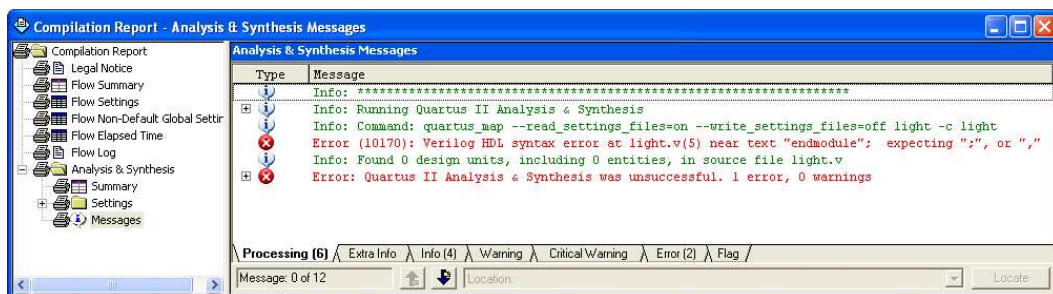 Compilation Report - Analysis & Synthesis Messages
Compilation Report
Legal Notice
Flow Summary
Flow Settings
Flow Non-Default Global Settir
Flow Elapsed Time
Flow Log
Analysis & Synthesis
Summary
Settings
Messages
Analysis & Synthesis Messages
Type Message
Info: *******************************************************************
Info: Running Quartus II Analysis & Synthesis
Info: Command: quartus_map --read_settings_files=on --write_settings_files=off light -c light
Error (10170): Verilog HDL syntax error at light.v(5) near text "endmodule"; expecting ";", or ","
Info: Found 0 design units, including 0 entities, in source file light.v
Error: Quartus II Analysis & Synthesis was unsuccessful. 1 error, 0 warnings
Processing (6) Extra Info Info (4) Warning Critical Warning Error (2) Flag
Message: 0 of 12 Location: Locate